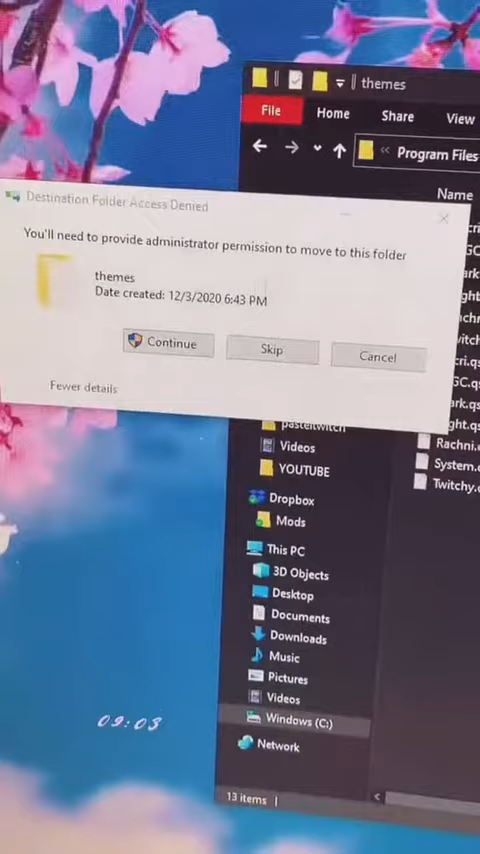 themes
File Home Share View
Program Files
Name
Destination Folder Access Denied
You'll need to provide administrator permission to move to this folder
themes
Date created: 12/3/2020 6:43 PM
Continue
Skip
Cancel
Fewer details
pasteltwitch
Videos
YOUTUBE
Dropbox
Mods
This PC
3D Objects
Desktop
Documents
Downloads
Music
Pictures
Videos
Windows (C:)
Network
Rachni.
System.
Twitchy.
09:03
13 items